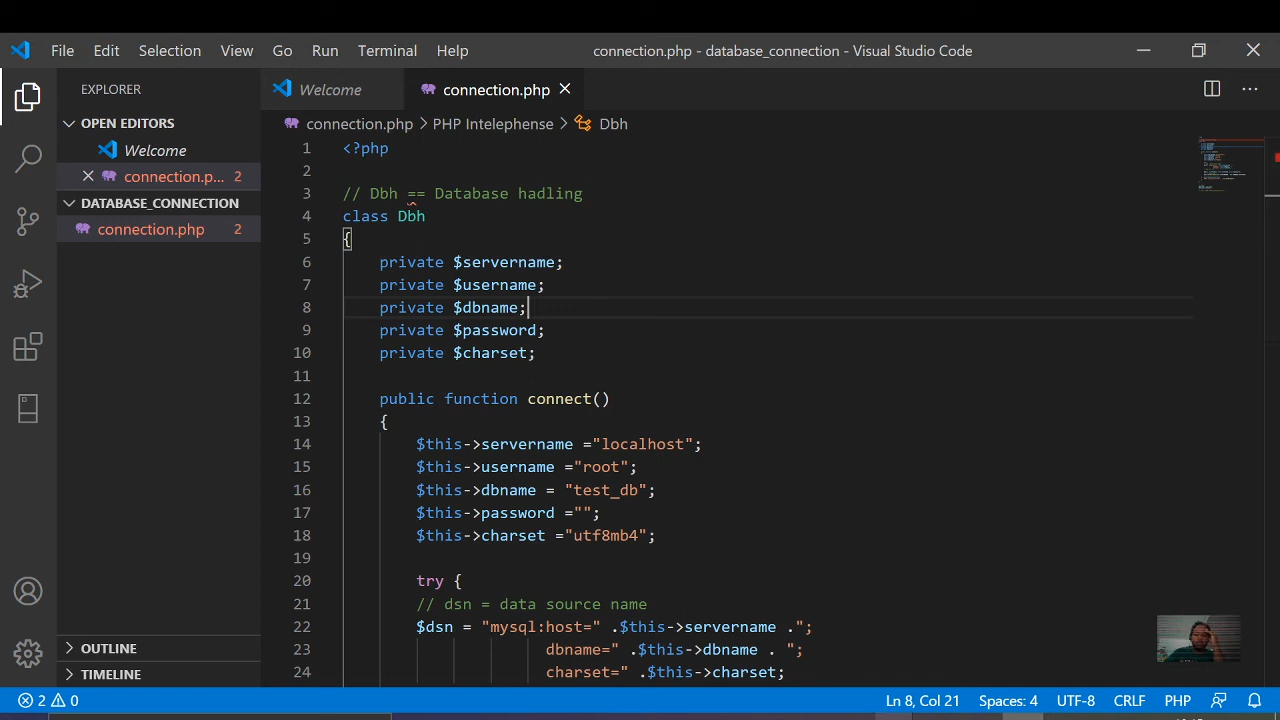 File Edit Selection View Go Run Terminal Help connection.php - database_connection - Visual Studio Code
EXPLORER
Welcome
connection.php
OPEN EDITORS
Welcome
connection.p... 2
DATABASE_CONNECTION
connection.php 2
OUTLINE
TIMELINE
connection.php > PHP Intelephense > Dbh
1 <?php
2
3 // Dbh == Database hadling
4 class Dbh
5 {
6 private $servername;
7 private $username;
8 private $dbname;
9 private $password;
10 private $charset;
11
12 public function connect()
13 {
14 $this->servername ="localhost";
15 $this->username ="root";
16 $this->dbname = "test_db";
17 $this->password ="";
18 $this->charset ="utf8mb4";
19
20 try {
21 // dsn = data source name
22 $dsn = "mysql:host=" .$this->servername .";
23 dbname=" .$this->dbname . ";
24 charset=" .$this->charset;
2 0 Ln 8, Col 21 Spaces: 4 UTF-8 CRLF PHP